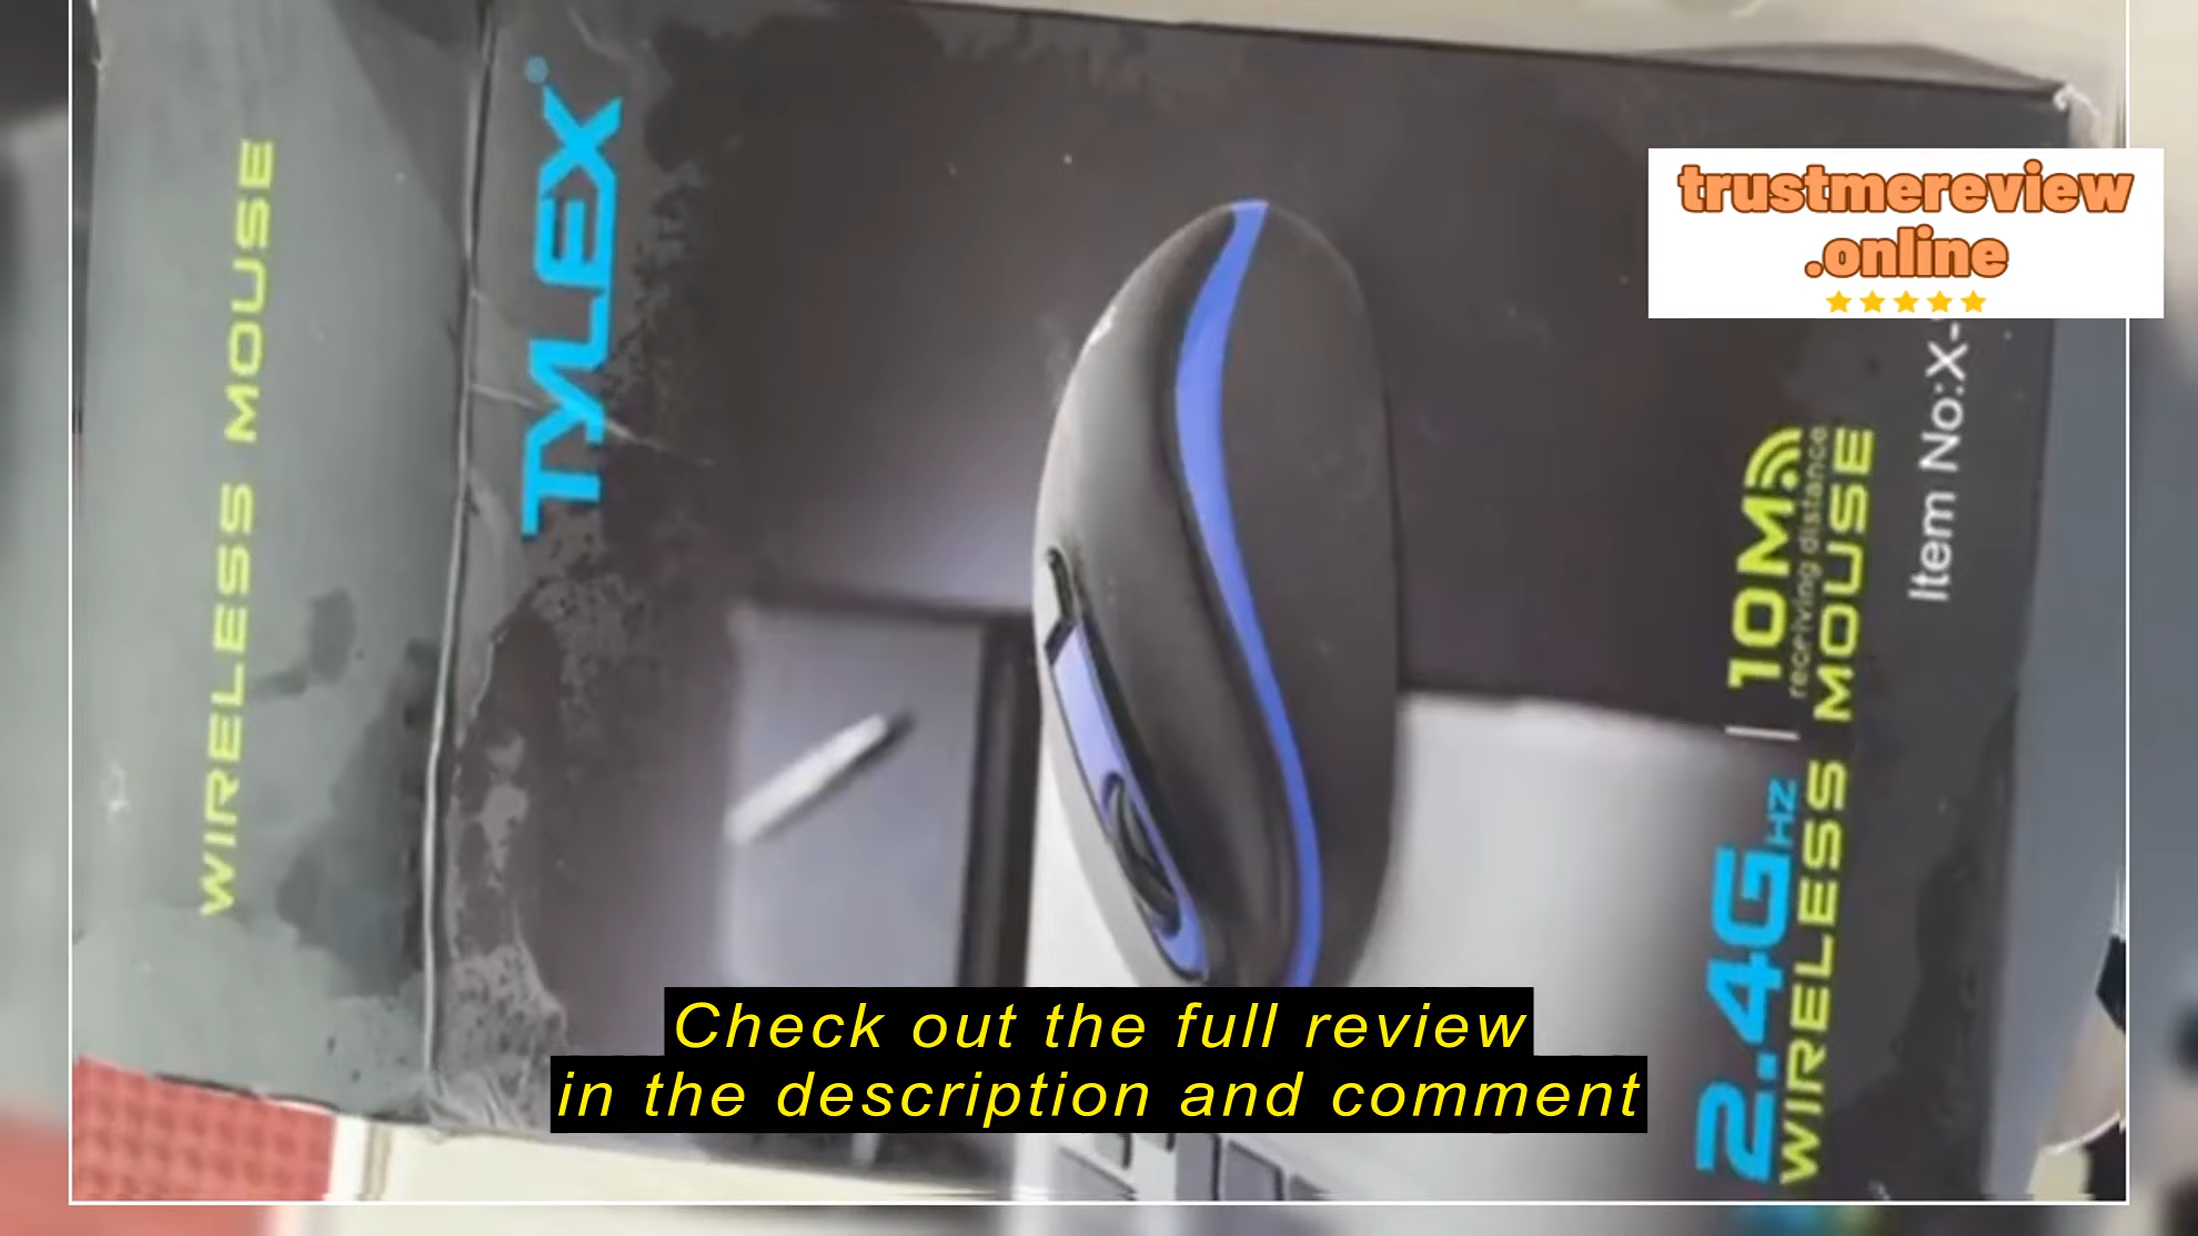 WIRELESS MOUSE
TYLEX®
trustmereview
.online
2.4GHZ | 10M
receiving distance
WIRELESS MOUSE
Item No:X-
Check out the full review
in the description and comment